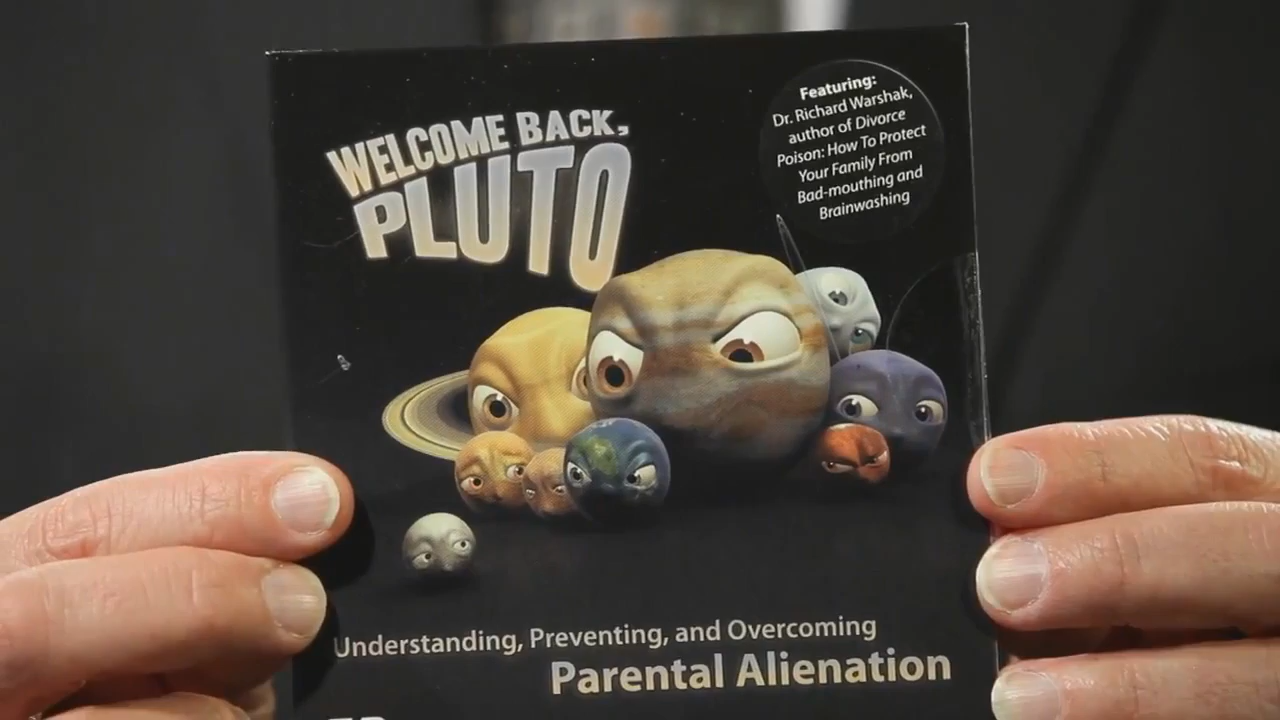 WELCOME BACK,
PLUTO
Featuring:
Dr. Richard Warshak,
author of Divorce
Poison: How To Protect
Your Family From
Bad-mouthing and
Brainwashing
Understanding, Preventing, and Overcoming
Parental Alienation